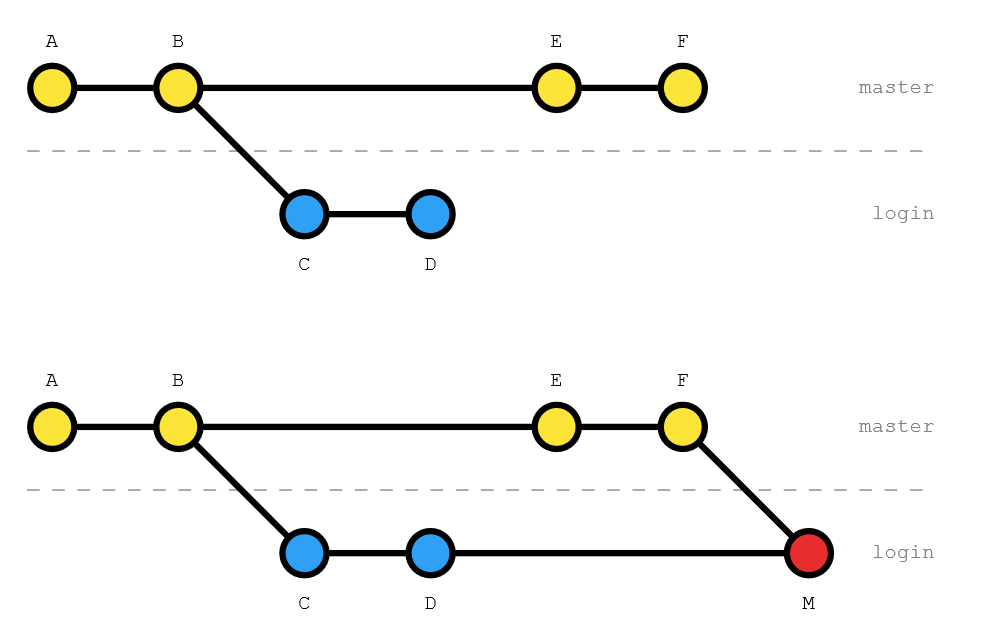 A B E F
master
login
C D
A B E F
master
login
C D M